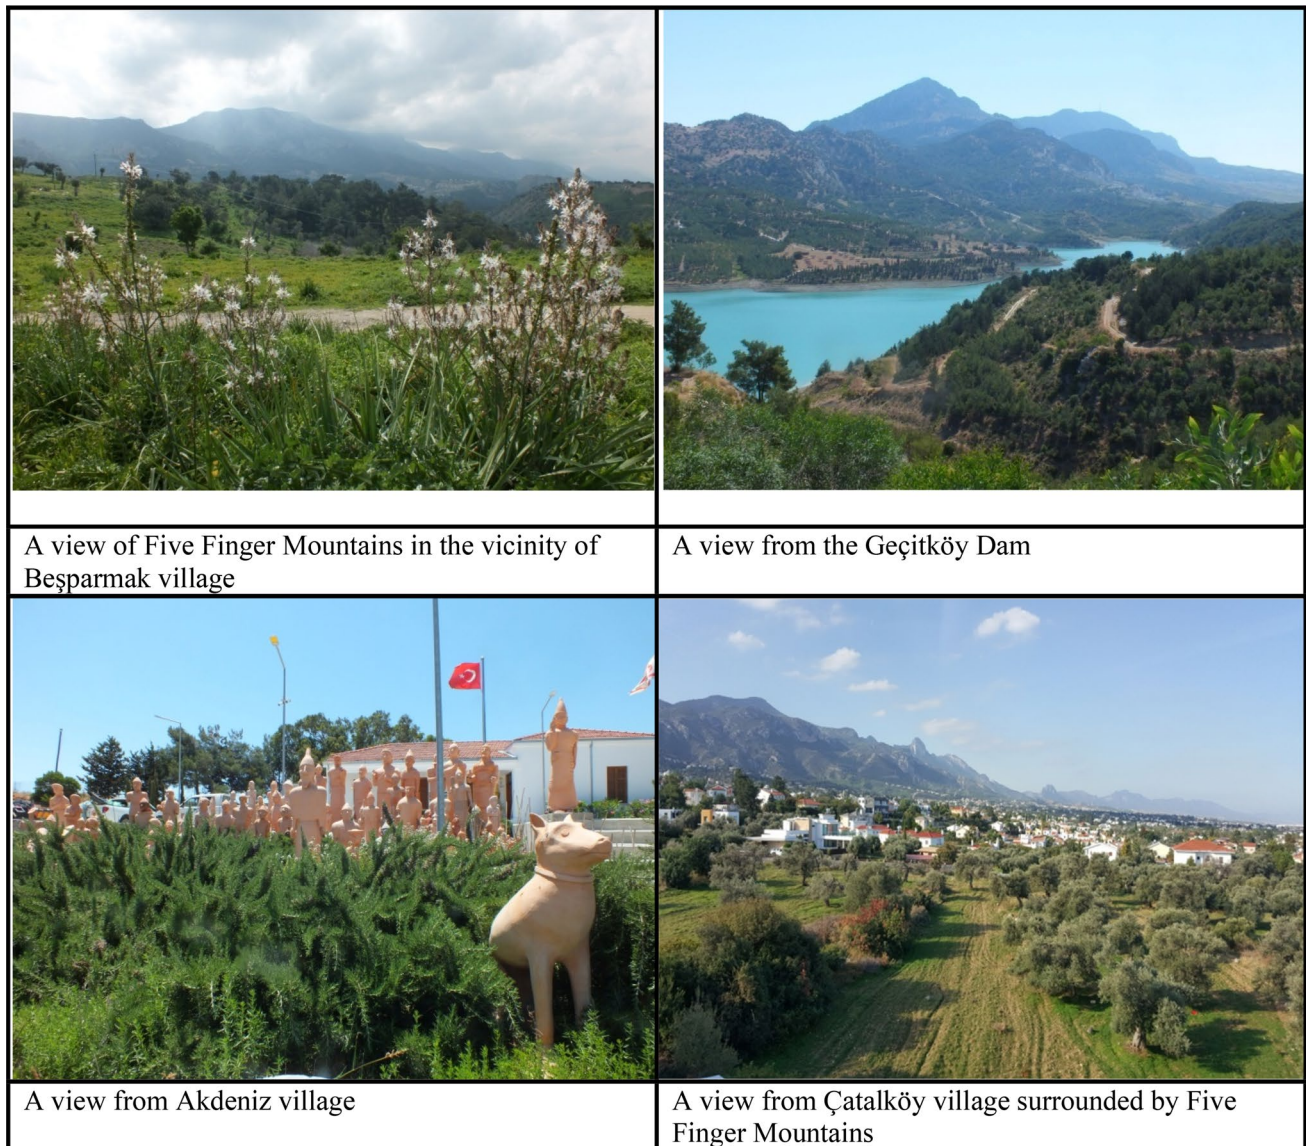 A view of Five Finger Mountains in the vicinity of
Beşparmak village
A view from the Geçitköy Dam
A view from Akdeniz village
A view from Çatalköy village surrounded by Five
Finger Mountains